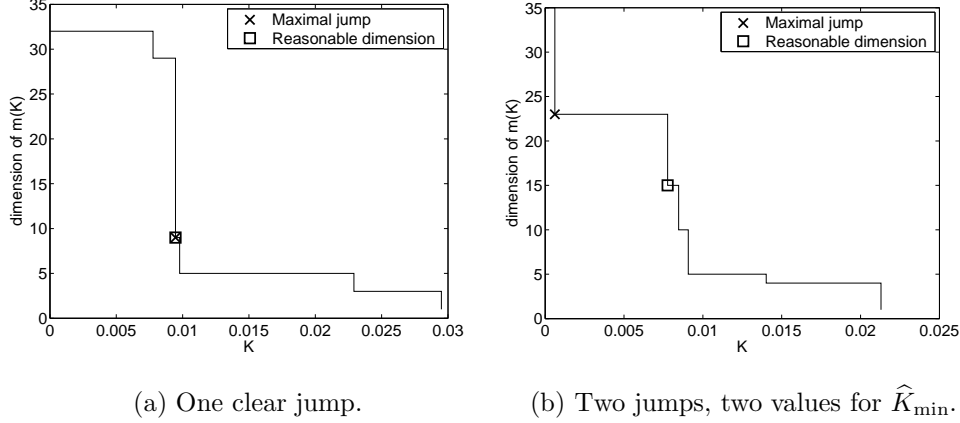 35
30
25
20
15
10
5
0
dimension of m(K)
× Maximal jump
□ Reasonable dimension
0 0.005 0.01 0.015 0.02 0.025 0.03
K
(a) One clear jump.
35
30
25
20
15
10
5
0
dimension of m(K)
× Maximal jump
□ Reasonable dimension
0 0.005 0.01 0.015 0.02 0.025
K
(b) Two jumps, two values for K̂min.